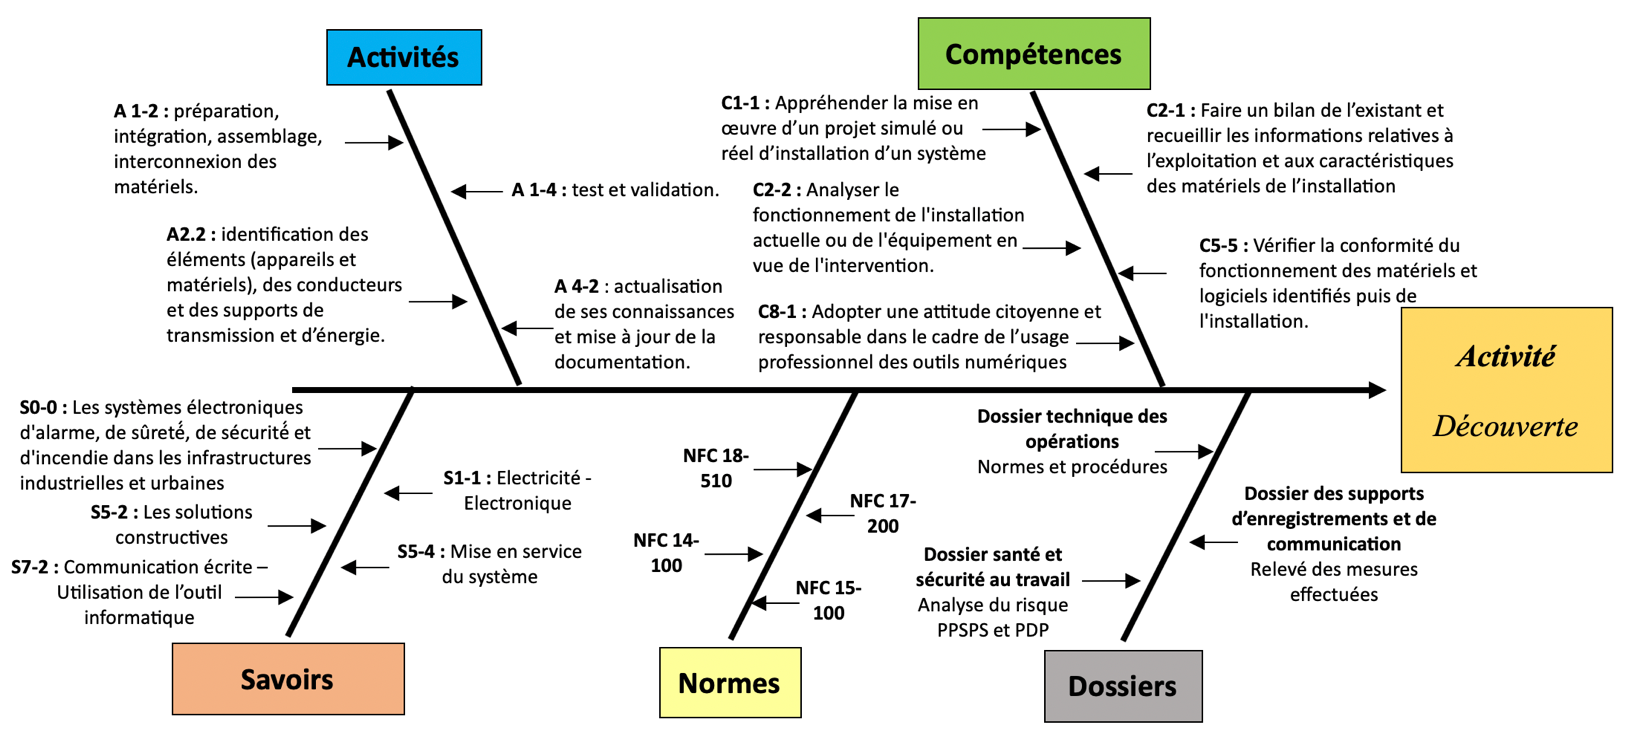 Activités
A 1-2 : préparation,
intégration, assemblage,
interconnexion des
matériels.
A 1-4 : test et validation.
A2.2 : identification des
éléments (appareils et
matériels), des conducteurs
et des supports de
transmission et d’énergie.
A 4-2 : actualisation
de ses connaissances
et mise à jour de la
documentation.
Compétences
C1-1 : Appréhender la mise en
œuvre d’un projet simulé ou
réel d’installation d’un système
C2-1 : Faire un bilan de l’existant et
recueillir les informations relatives à
l’exploitation et aux caractéristiques
des matériels de l’installation
C2-2 : Analyser le
fonctionnement de l'installation
actuelle ou de l'équipement en
vue de l'intervention.
C5-5 : Vérifier la conformité du
fonctionnement des matériels et
logiciels identifiés puis de
l'installation.
C8-1 : Adopter une attitude citoyenne et
responsable dans le cadre de l’usage
professionnel des outils numériques
Activité
Découverte
S0-0 : Les systèmes électroniques
d'alarme, de sûreté, de sécurité et
d'incendie dans les infrastructures
industrielles et urbaines
S1-1 : Electricité -
Electronique
S5-2 : Les solutions
constructives
S5-4 : Mise en service
du système
S7-2 : Communication écrite –
Utilisation de l’outil
informatique
Savoirs
NFC 18-
510
NFC 17-
200
NFC 14-
100
NFC 15-
100
Normes
Dossier technique des
opérations
Normes et procédures
Dossier des supports
d’enregistrements et de
communication
Relevé des mesures
effectuées
Dossier santé et
sécurité au travail
Analyse du risque
PPSPS et PDP
Dossiers